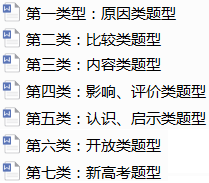 第一类型：原因类题型
第二类：比较类题型
第三类：内容类题型
第四类：影响、评价类题型
第五类：认识、启示类题型
第六类：开放类题型
第七类：新高考题型